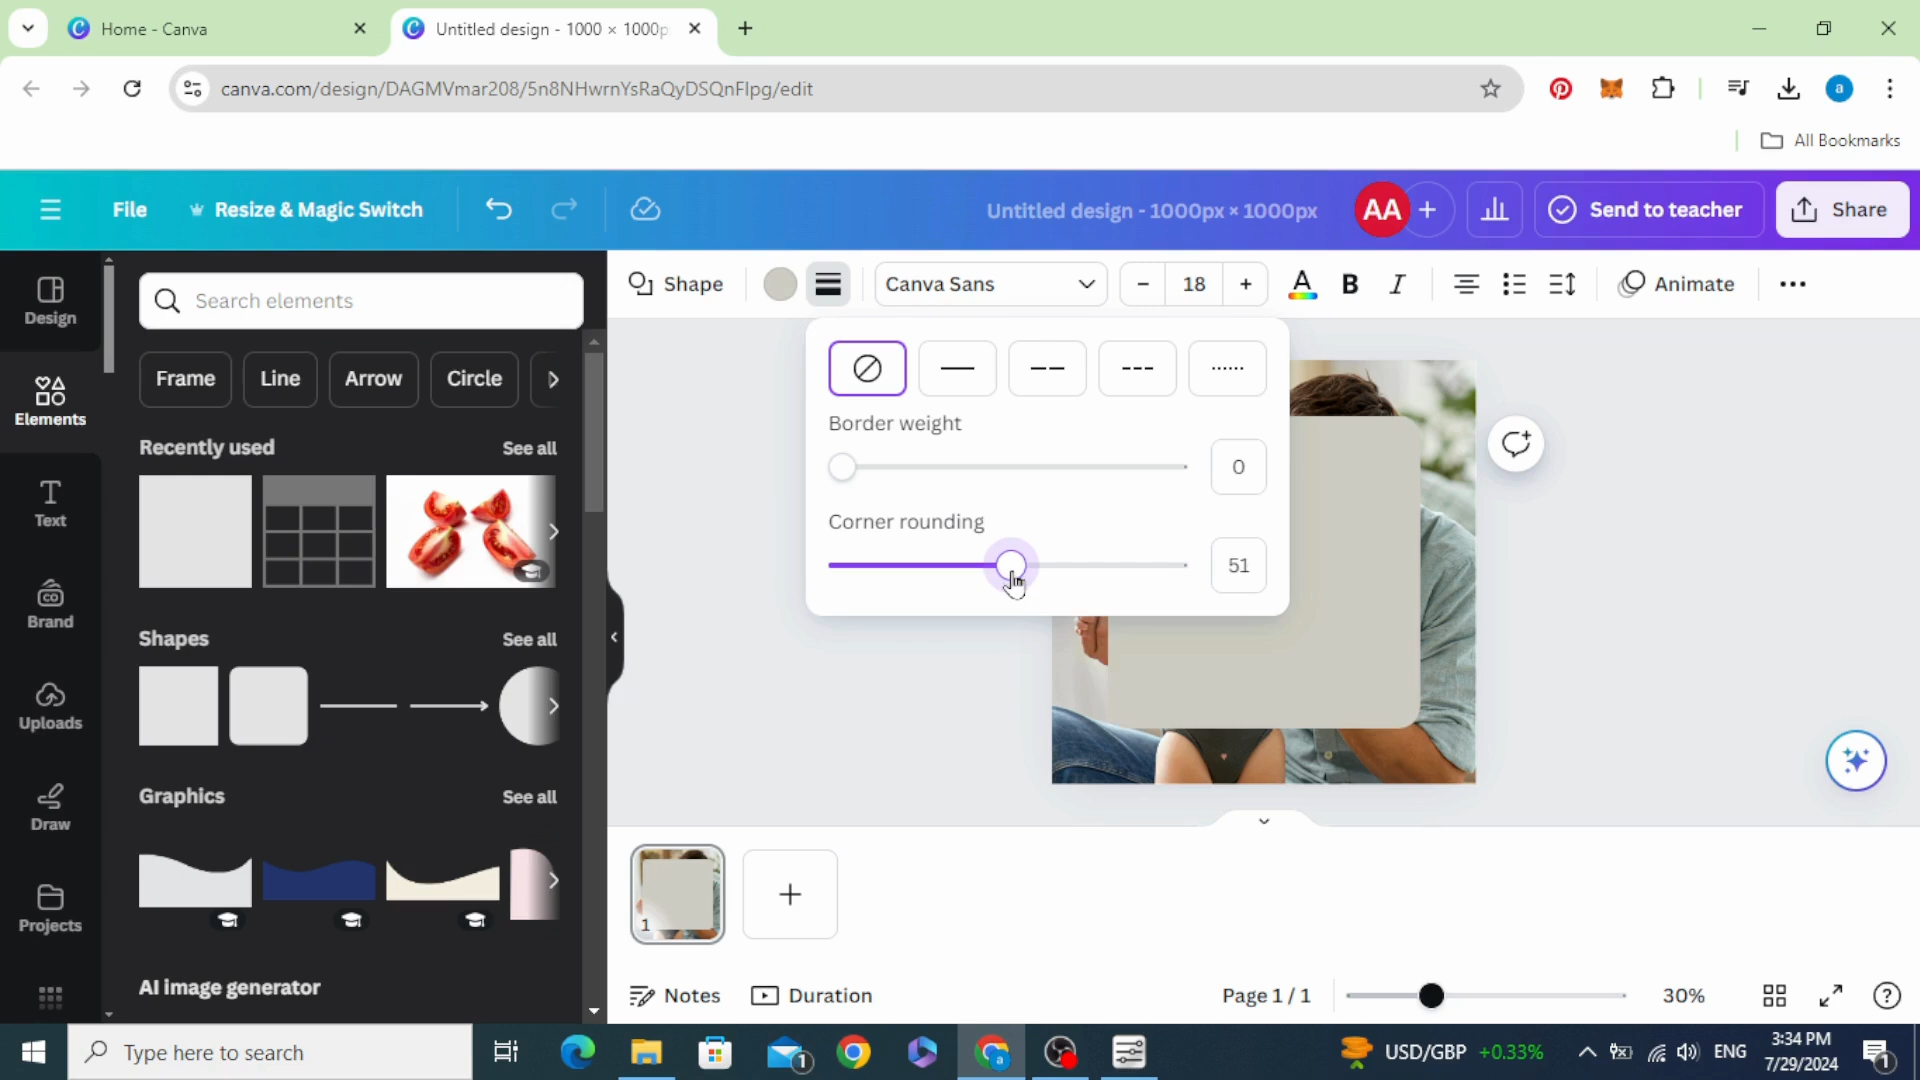 Home - Canva
Untitled design - 1000 × 1000p
canva.com/design/DAGMVmar208/5n8NHwrnYsRaQyDSQnFlpg/edit
a
All Bookmarks
File
Resize & Magic Switch
Untitled design - 1000px × 1000px
AA
Send to teacher
Share
Design
Elements
Text
Brand
Uploads
Draw
Projects
Search elements
Frame
Line
Arrow
Circle
Recently used
See all
Shapes
See all
Graphics
See all
AI image generator
Shape
Canva Sans
18
A
B
I
Animate
Border weight
0
Corner rounding
51
1
Notes
Duration
Page 1 / 1
30%
Type here to search
1
a
USD/GBP +0.33%
ENG
3:34 PM
7/29/2024
1